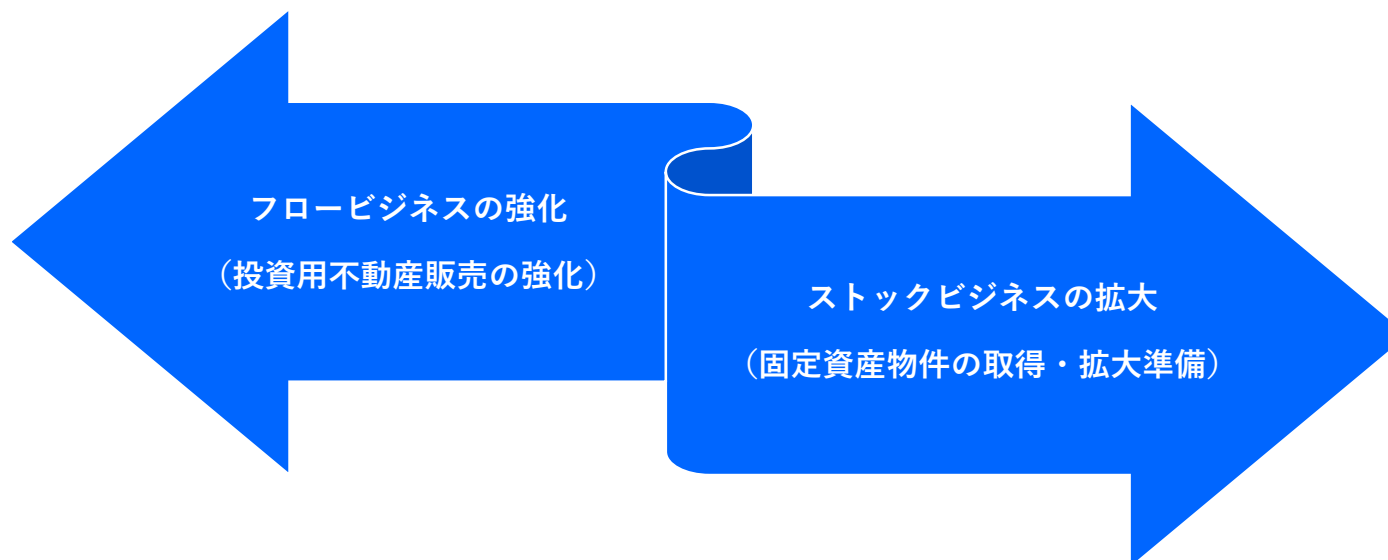 フロービジネスの強化
（投資用不動産販売の強化）
ストックビジネスの拡大
（固定資産物件の取得・拡大準備）